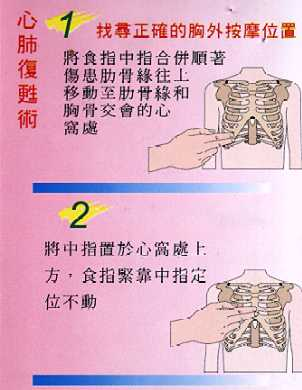 心肺復甦術
1 找尋正確的胸外按摩位置
將食指中指合併順著
傷患肋骨緣往上
移動至肋骨緣和
胸骨交會的心
窩處
2
將中指置於心窩處上
方，食指緊靠中指定
位不動